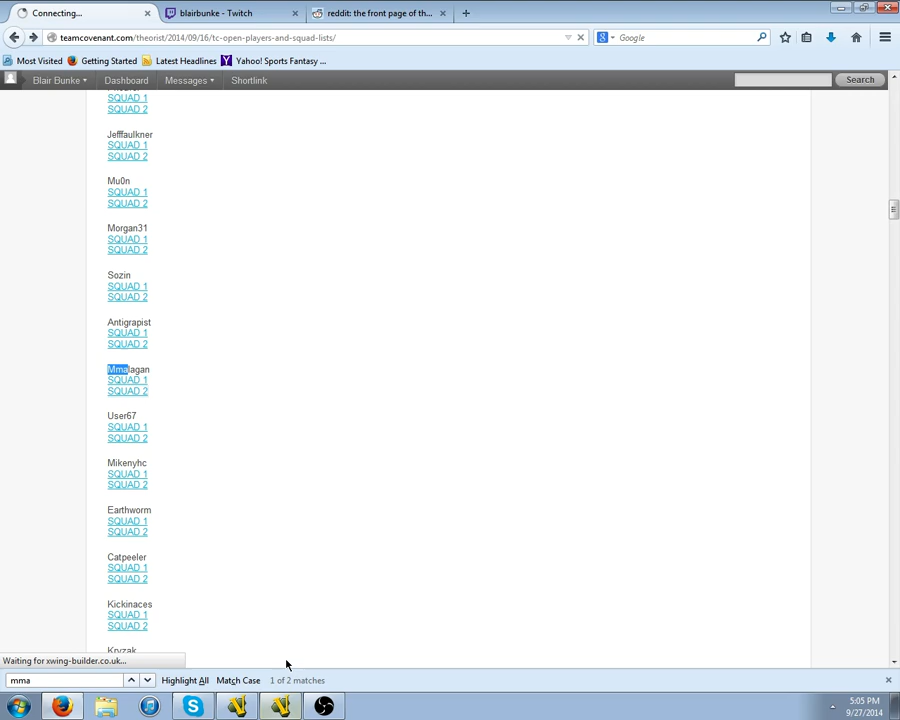 Connecting...
blairbunke - Twitch
reddit: the front page of th...
teamcovenant.com/theorist/2014/09/16/tc-open-players-and-squad-lists/
Google
Most Visited
Getting Started
Latest Headlines
Yahoo! Sports Fantasy ...
Blair Bunke
Dashboard
Messages
Shortlink
Search
SQUAD 1
SQUAD 2
Jefffaulkner
SQUAD 1
SQUAD 2
Mu0n
SQUAD 1
SQUAD 2
Morgan31
SQUAD 1
SQUAD 2
Sozin
SQUAD 1
SQUAD 2
Antigrapist
SQUAD 1
SQUAD 2
Mmalagan
SQUAD 1
SQUAD 2
User67
SQUAD 1
SQUAD 2
Mikenyhc
SQUAD 1
SQUAD 2
Earthworm
SQUAD 1
SQUAD 2
Catpeeler
SQUAD 1
SQUAD 2
Kickinaces
SQUAD 1
SQUAD 2
Kryzak
Waiting for xwing-builder.co.uk...
mma
Highlight All
Match Case
1 of 2 matches
5:05 PM
9/27/2014